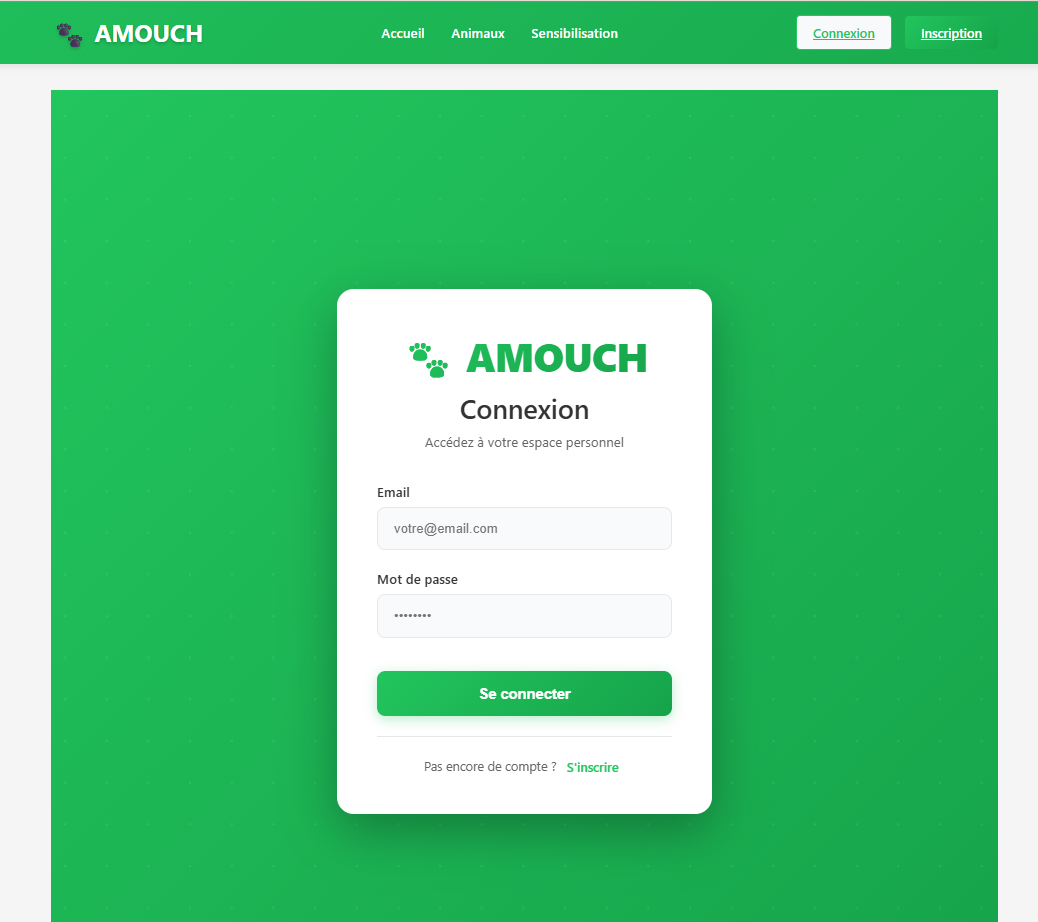 AMOUCH
Accueil Animaux Sensibilisation
Connexion Inscription
AMOUCH
Connexion
Accédez à votre espace personnel
Email
votre@email.com
Mot de passe
••••••••
Se connecter
Pas encore de compte ? S'inscrire